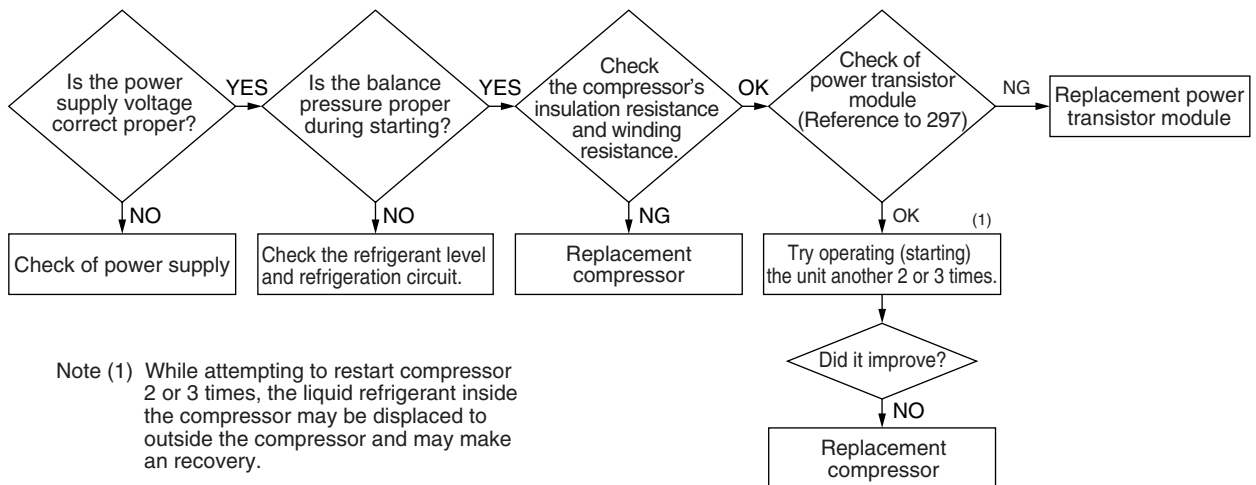 Is the power
supply voltage
correct proper?
YES
NO
Check of power supply
Is the balance
pressure proper
during starting?
YES
NO
Check the refrigerant level
and refrigeration circuit.
Check
the compressor's
insulation resistance
and winding
resistance.
OK
NG
Replacement
compressor
Check of
power transistor
module
(Reference to 297)
NG
Replacement power
transistor module
OK
(1)
Try operating (starting)
the unit another 2 or 3 times.
Did it improve?
NO
Replacement
compressor
Note (1) While attempting to restart compressor
2 or 3 times, the liquid refrigerant inside
the compressor may be displaced to
outside the compressor and may make
an recovery.